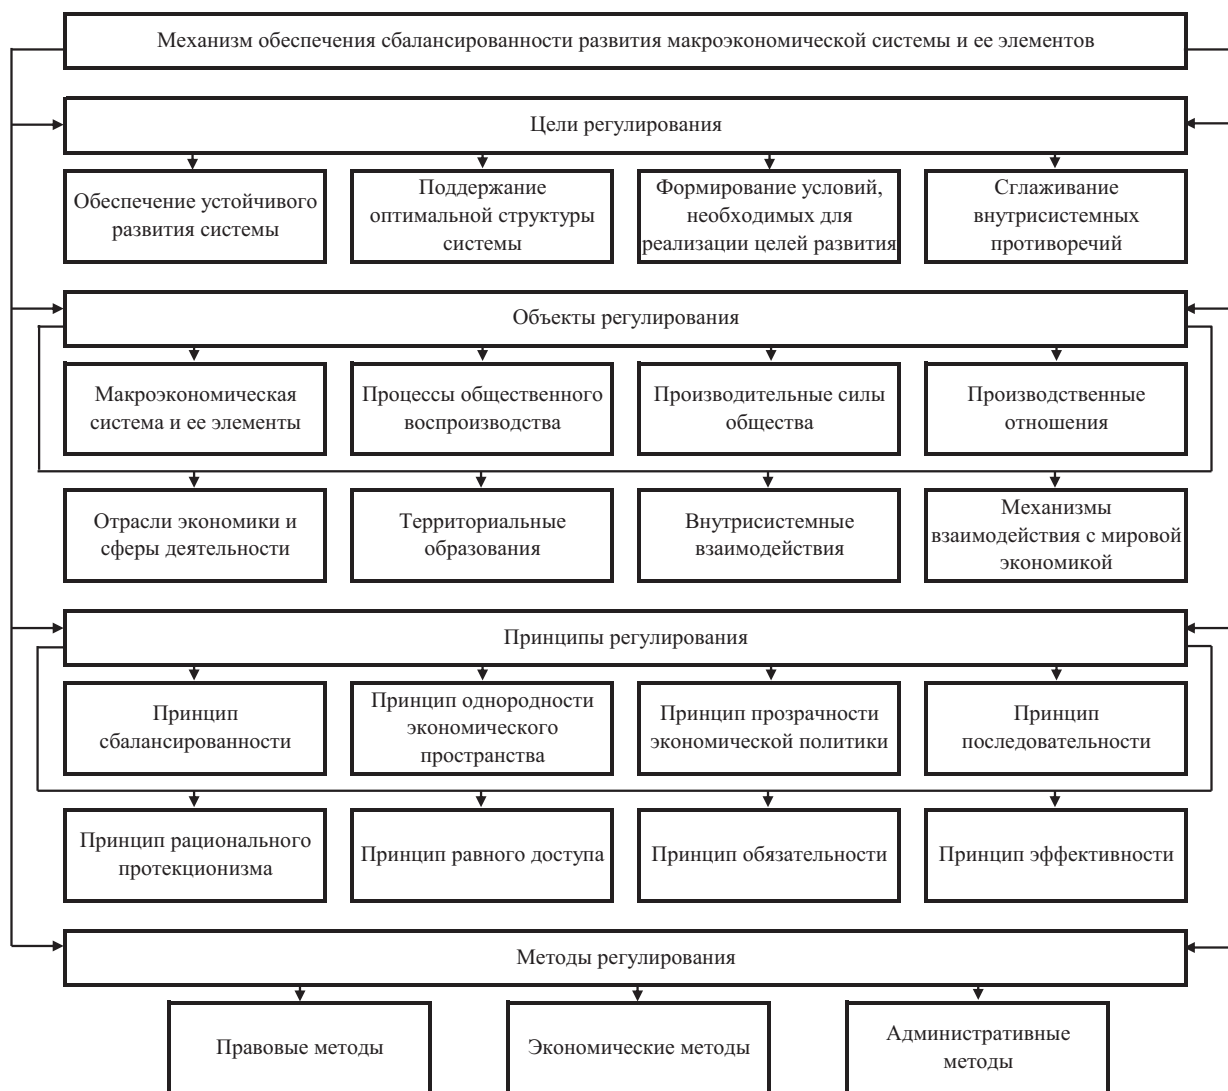 Механизм обеспечения сбалансированности развития макроэкономической системы и ее элементов
Цели регулирования
Обеспечение устойчивого
развития системы
Поддержание
оптимальной структуры
системы
Формирование условий,
необходимых для
реализации целей развития
Сглаживание
внутрисистемных
противоречий
Объекты регулирования
Макроэкономическая
система и ее элементы
Процессы общественного
воспроизводства
Производительные силы
общества
Производственные
отношения
Отрасли экономики и
сферы деятельности
Территориальные
образования
Внутрисистемные
взаимодействия
Механизмы
взаимодействия с мировой
экономикой
Принципы регулирования
Принцип
сбалансированности
Принцип однородности
экономического
пространства
Принцип прозрачности
экономической политики
Принцип
последовательности
Принцип рационального
протекционизма
Принцип равного доступа
Принцип обязательности
Принцип эффективности
Методы регулирования
Правовые методы
Экономические методы
Административные
методы